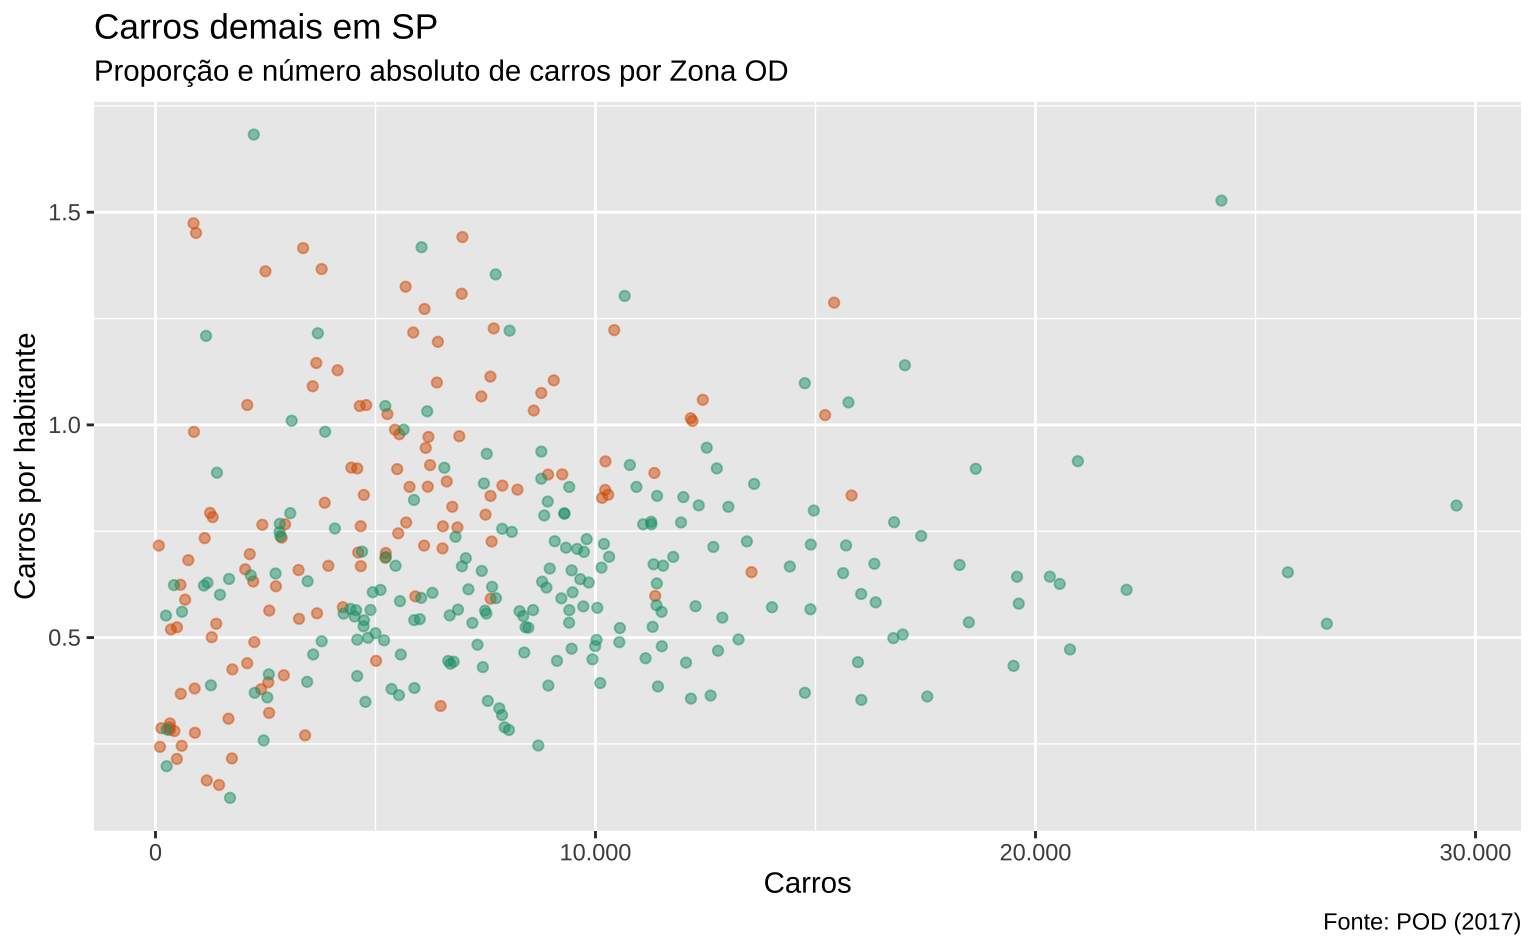 Carros demais em SP
Proporção e número absoluto de carros por Zona OD
Carros por habitante
1.5
1.0
0.5
0
10.000
20.000
30.000
Carros
Fonte: POD (2017)